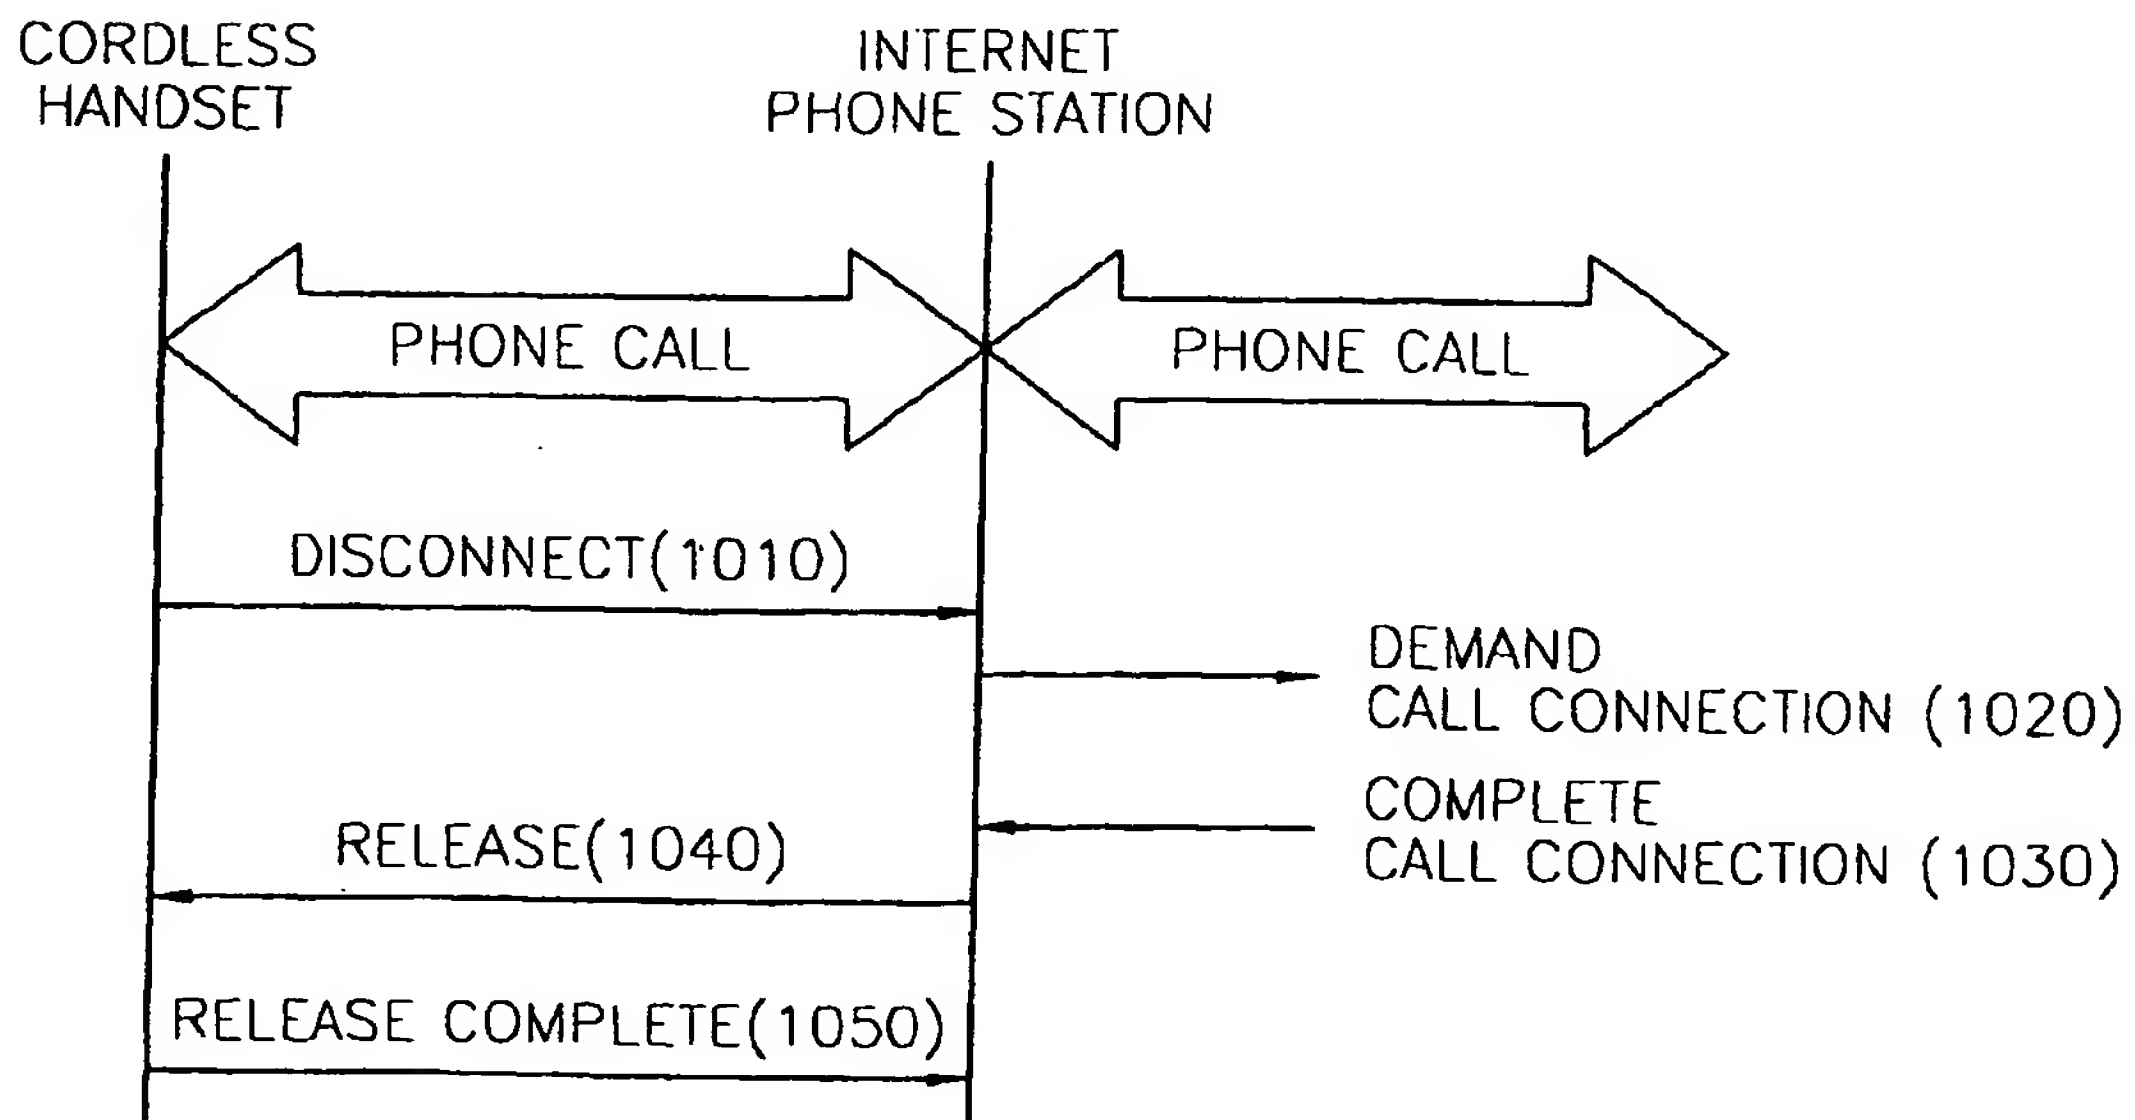 CORDLESS
HANDSET
INTERNET
PHONE STATION
PHONE CALL
PHONE CALL
DISCONNECT(1010)
DEMAND
CALL CONNECTION (1020)
COMPLETE
CALL CONNECTION (1030)
RELEASE(1040)
RELEASE COMPLETE(1050)